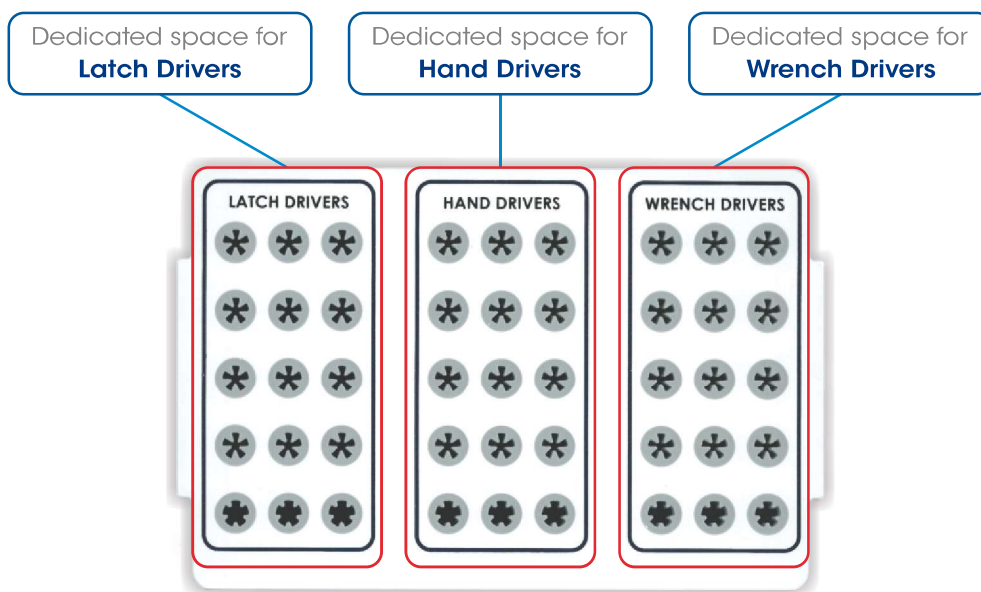 Dedicated space for
Latch Drivers
Dedicated space for
Hand Drivers
Dedicated space for
Wrench Drivers
LATCH DRIVERS
HAND DRIVERS
WRENCH DRIVERS